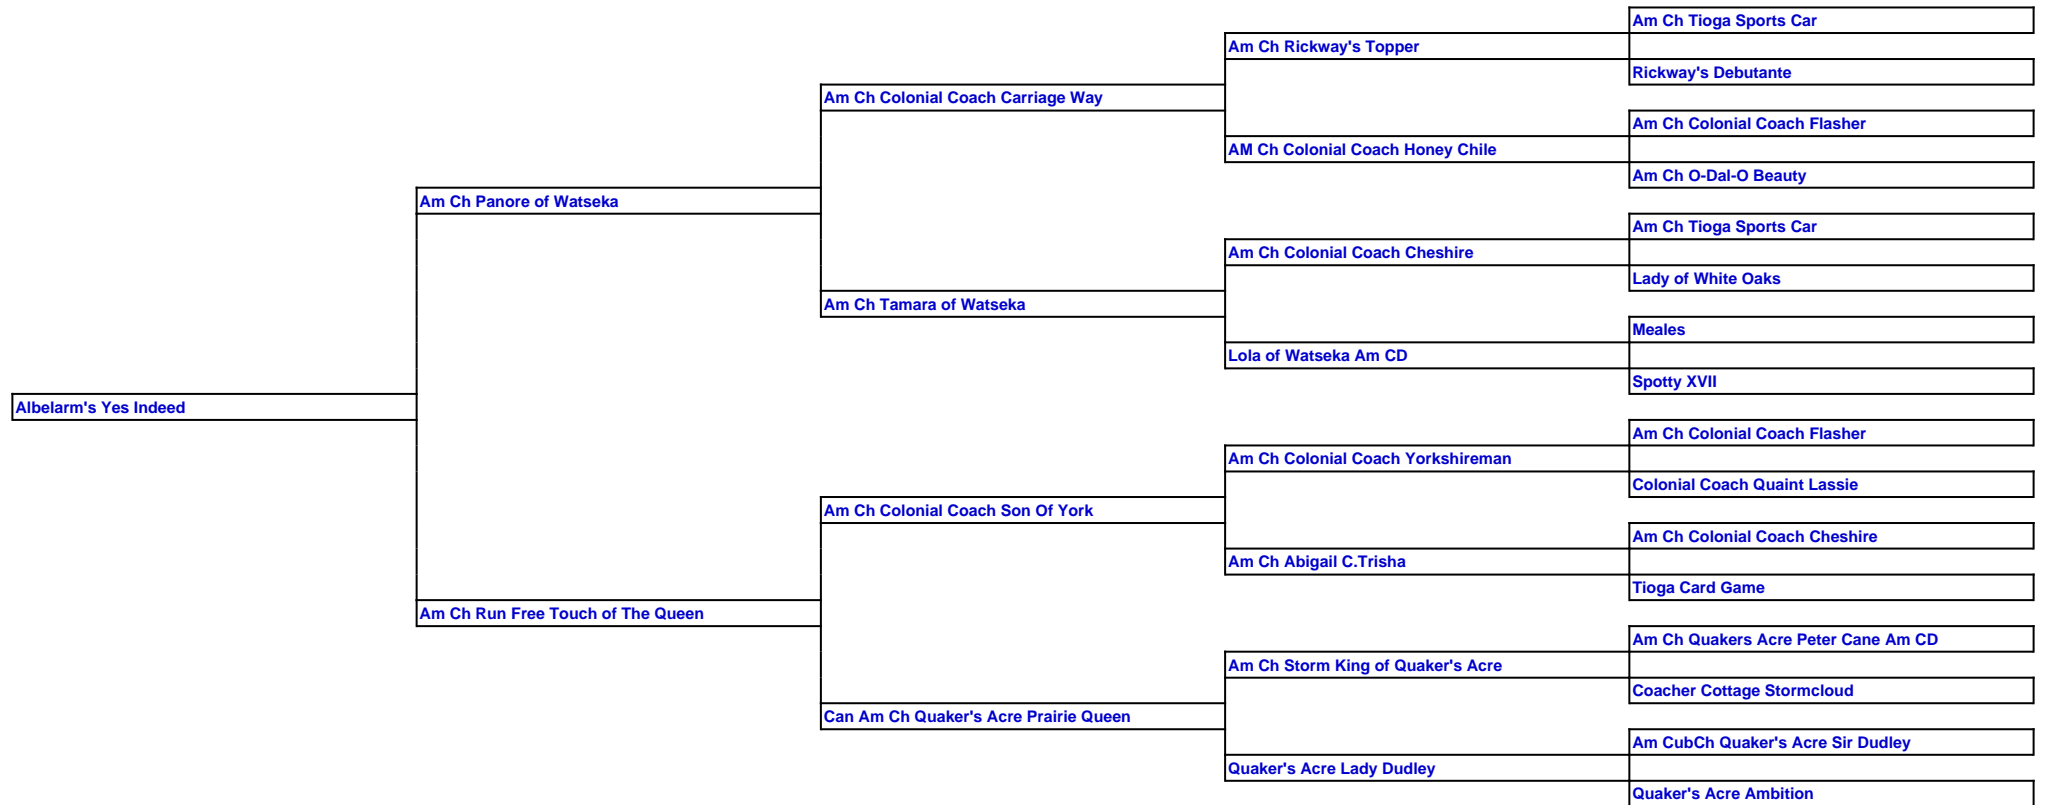 Am Ch Tioga Sports Car
Am Ch Rickway's Topper
Rickway's Debutante
Am Ch Colonial Coach Carriage Way
Am Ch Colonial Coach Flasher
AM Ch Colonial Coach Honey Chile
Am Ch O-Dal-O Beauty
Am Ch Panore of Watseka
Am Ch Tioga Sports Car
Am Ch Colonial Coach Cheshire
Lady of White Oaks
Am Ch Tamara of Watseka
Meales
Lola of Watseka Am CD
Spotty XVII
Albelarm's Yes Indeed
Am Ch Colonial Coach Flasher
Am Ch Colonial Coach Yorkshireman
Colonial Coach Quaint Lassie
Am Ch Colonial Coach Son Of York
Am Ch Colonial Coach Cheshire
Am Ch Abigail C.Trisha
Tioga Card Game
Am Ch Run Free Touch of The Queen
Am Ch Quakers Acre Peter Cane Am CD
Am Ch Storm King of Quaker's Acre
Coacher Cottage Stormcloud
Can Am Ch Quaker's Acre Prairie Queen
Am CubCh Quaker's Acre Sir Dudley
Quaker's Acre Lady Dudley
Quaker's Acre Ambition